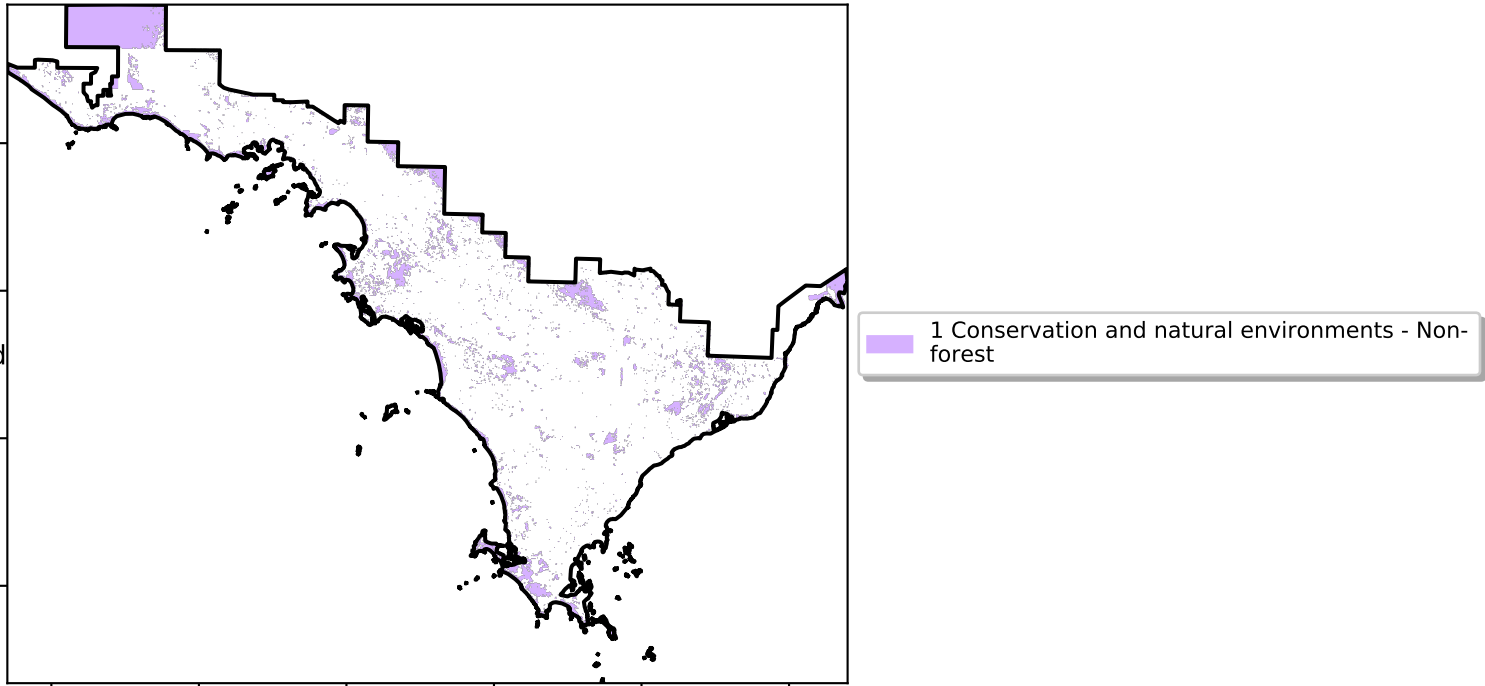 1 Conservation and natural environments - Non-
forest